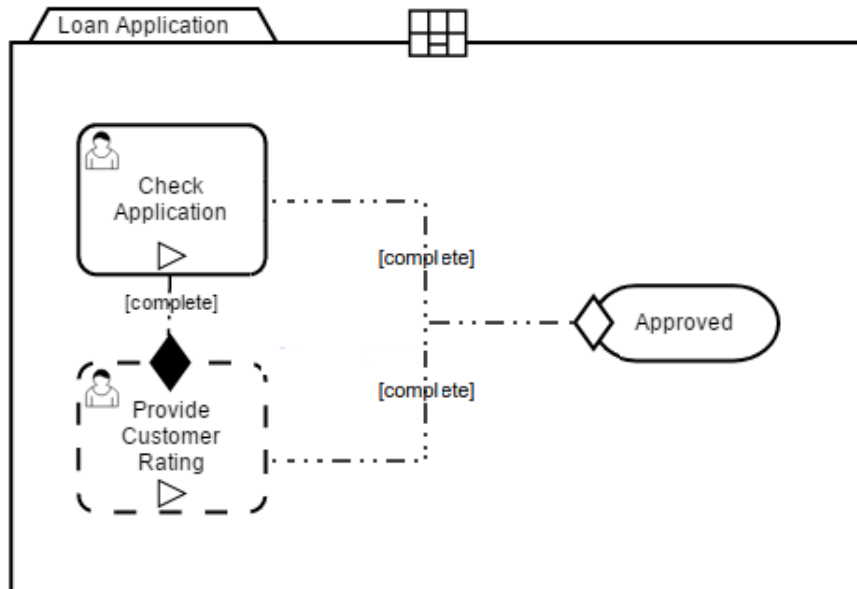 Loan Application
Check
Application
[complete]
[complete]
Approved
[complete]
Provide
Customer
Rating